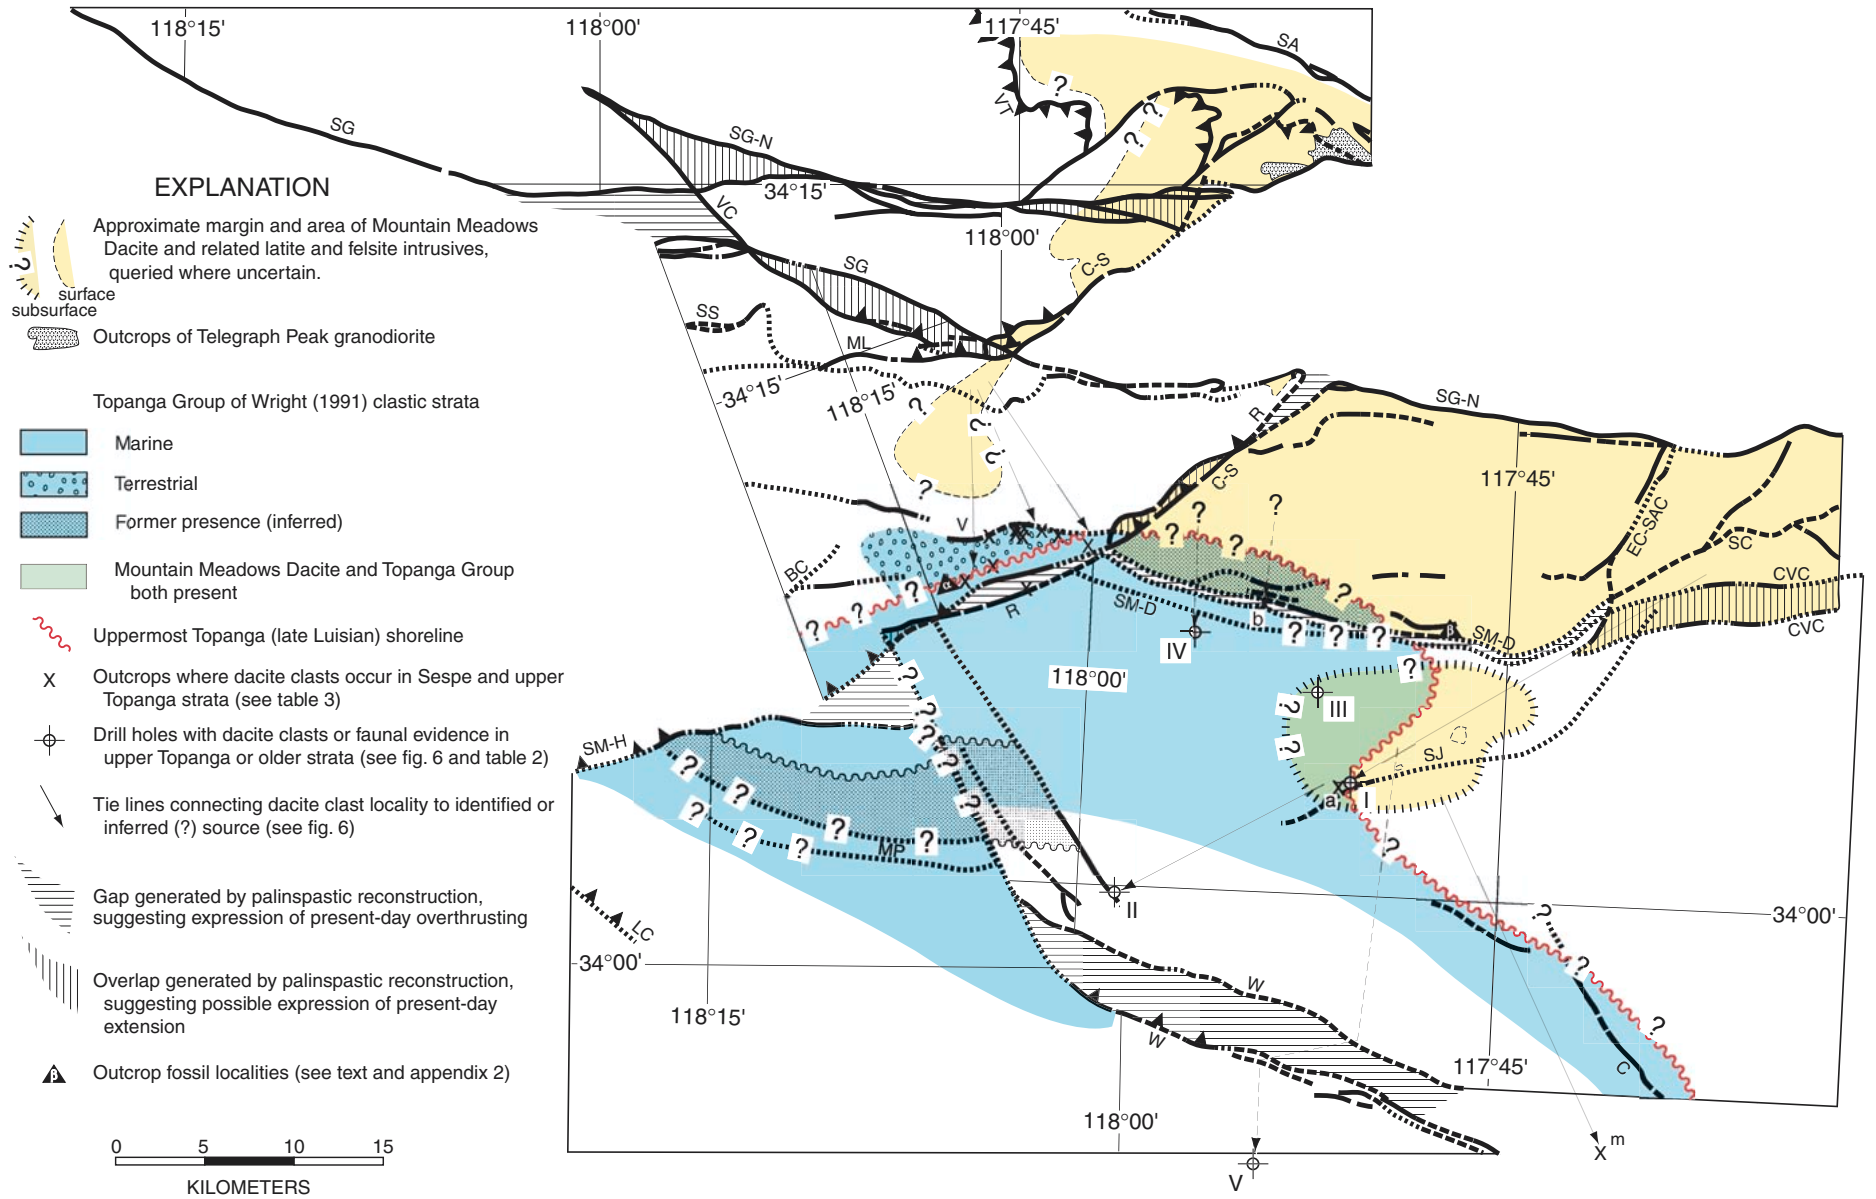 118°15'
118°00'
117°45'
SA
SG
SG-N
VT
?
?
?
34°15'
VC
118°00'
EXPLANATION
Approximate margin and area of Mountain Meadows
Dacite and related latite and felsite intrusives,
queried where uncertain.
?
surface
subsurface
Outcrops of Telegraph Peak granodiorite
Topanga Group of Wright (1991) clastic strata
Marine
Terrestrial
Former presence (inferred)
Mountain Meadows Dacite and Topanga Group
both present
Uppermost Topanga (late Luisian) shoreline
X
Outcrops where dacite clasts occur in Sespe and upper
Topanga strata (see table 3)
Drill holes with dacite clasts or faunal evidence in
upper Topanga or older strata (see fig. 6 and table 2)
Tie lines connecting dacite clast locality to identified or
inferred (?) source (see fig. 6)
Gap generated by palinspastic reconstruction,
suggesting expression of present-day overthrusting
Overlap generated by palinspastic reconstruction,
suggesting possible expression of present-day
extension
β
Outcrop fossil localities (see text and appendix 2)
0 5 10 15
KILOMETERS
SG
C-S
SS
ML
34°15'
118°15'
?
?
?
?
R
SG-N
C-S
117°45'
EC-SAC
SC
CVC
CVC
V
BC
?
?
?
R
SM-D
b
IV
?
?
?
?
?
?
?
?
?
β
SM-D
118°00'
?
III
?
?
SJ
a
I
?
SM-H
?
?
?
?
?
?
?
?
?
?
?
?
MP
II
LC
34°00'
118°15'
W
W
34°00'
?
?
?
117°45'
C
118°00'
V
X m